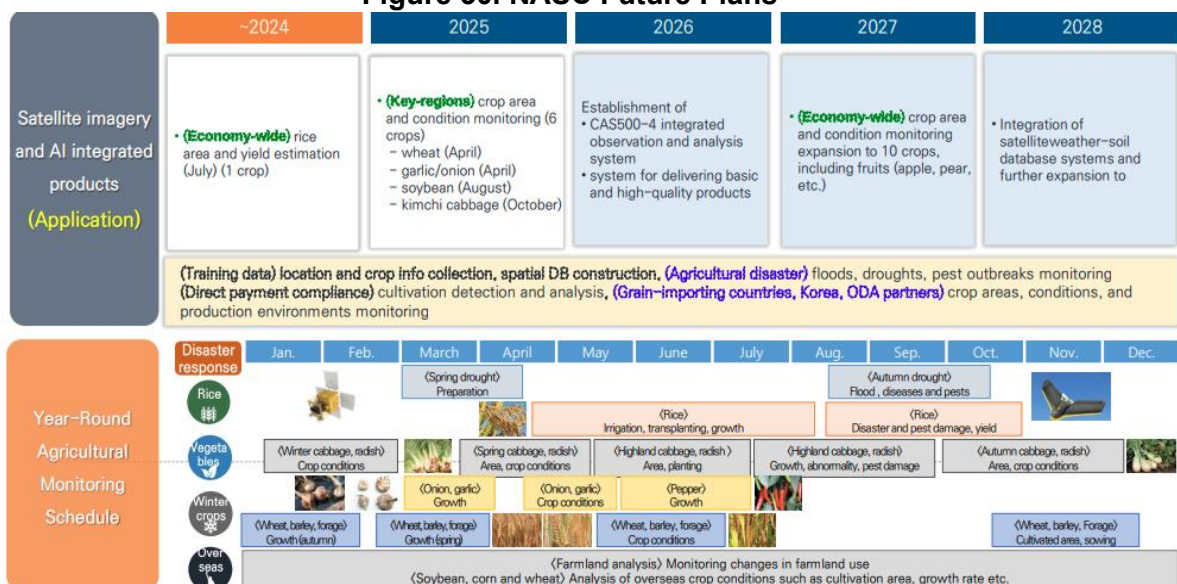 Figure 30. NASC Future Plans
~2024
2025
2026
2027
2028
Satellite imagery
and AI integrated
products
(Application)
• (Economy-wide) rice
area and yield estimation
(July) (1 crop)
• (Key-regions) crop area
and condition monitoring (6
crops)
– wheat (April)
– garlic/onion (April)
– soybean (August)
– kimchi cabbage (October)
Establishment of
• CAS500-4 integrated
observation and analysis
system
• system for delivering basic
and high-quality products
• (Economy-wide) crop area
and condition monitoring
expansion to 10 crops,
including fruits (apple, pear,
etc.)
• Integration of
satelliteweather-soil
database systems and
further expansion to
(Training data) location and crop info collection, spatial DB construction, (Agricultural disaster) floods, droughts, pest outbreaks monitoring
(Direct payment compliance) cultivation detection and analysis, (Grain-importing countries, Korea, ODA partners) crop areas, conditions, and
production environments monitoring
Year-Round
Agricultural
Monitoring
Schedule
Disaster
response
Jan.
Feb.
March
April
May
June
July
Aug.
Sep.
Oct.
Nov.
Dec.
Rice
〈Spring drought〉
Preparation
〈Autumn drought〉
Flood , diseases and pests
〈Rice〉
Irrigation, transplanting, growth
〈Rice〉
Disaster and pest damage, yield
Vegeta
bles
〈Winter cabbage, radish〉
Crop conditions
〈Spring cabbage, radish〉
Area, crop conditions
〈Highland cabbage, radish 〉
Area, planting
〈Highland cabbage, radish〉
Growth, abnormality, pest damage
〈Autumn cabbage, radish〉
Area, crop conditions
〈Onion, garlic〉
Growth
〈Onion, garlic〉
Crop conditions
〈Pepper〉
Growth
Winter
crops
〈Wheat, barley, forage〉
Growth (autumn)
〈Wheat, barley, forage〉
Growth (spring)
〈Wheat, barley, forage〉
Crop conditions
〈Wheat, barley, Forage〉
Cultivated area, sowing
Over
seas
〈Farmland analysis〉 Monitoring changes in farmland use
〈Soybean, corn and wheat〉 Analysis of overseas crop conditions such as cultivation area, growth rate etc.